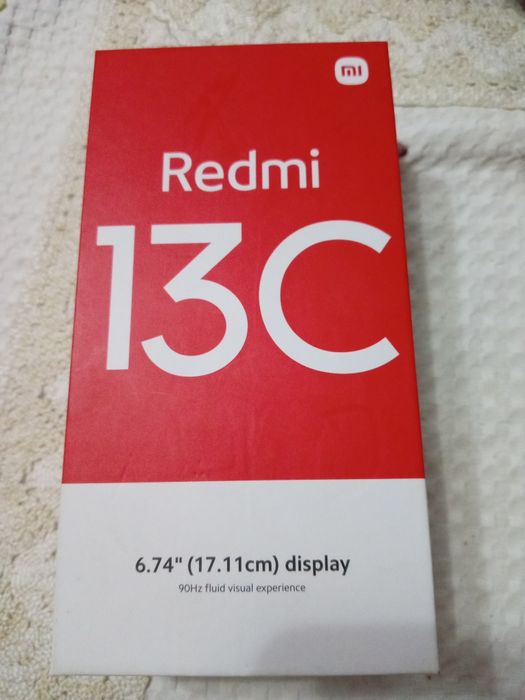 mi
Redmi
13C
6.74" (17.11cm) display
90Hz fluid visual experience